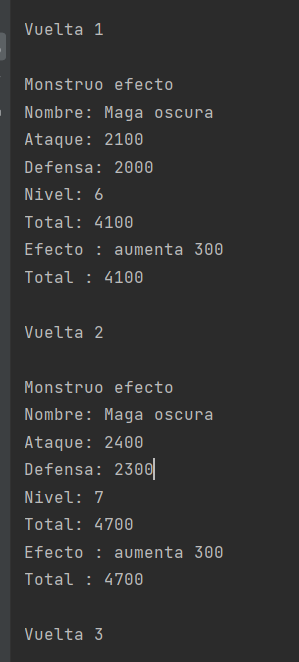 Vuelta 1
Monstruo efecto
Nombre: Maga oscura
Ataque: 2100
Defensa: 2000
Nivel: 6
Total: 4100
Efecto : aumenta 300
Total : 4100
Vuelta 2
Monstruo efecto
Nombre: Maga oscura
Ataque: 2400
Defensa: 2300
Nivel: 7
Total: 4700
Efecto : aumenta 300
Total : 4700
Vuelta 3